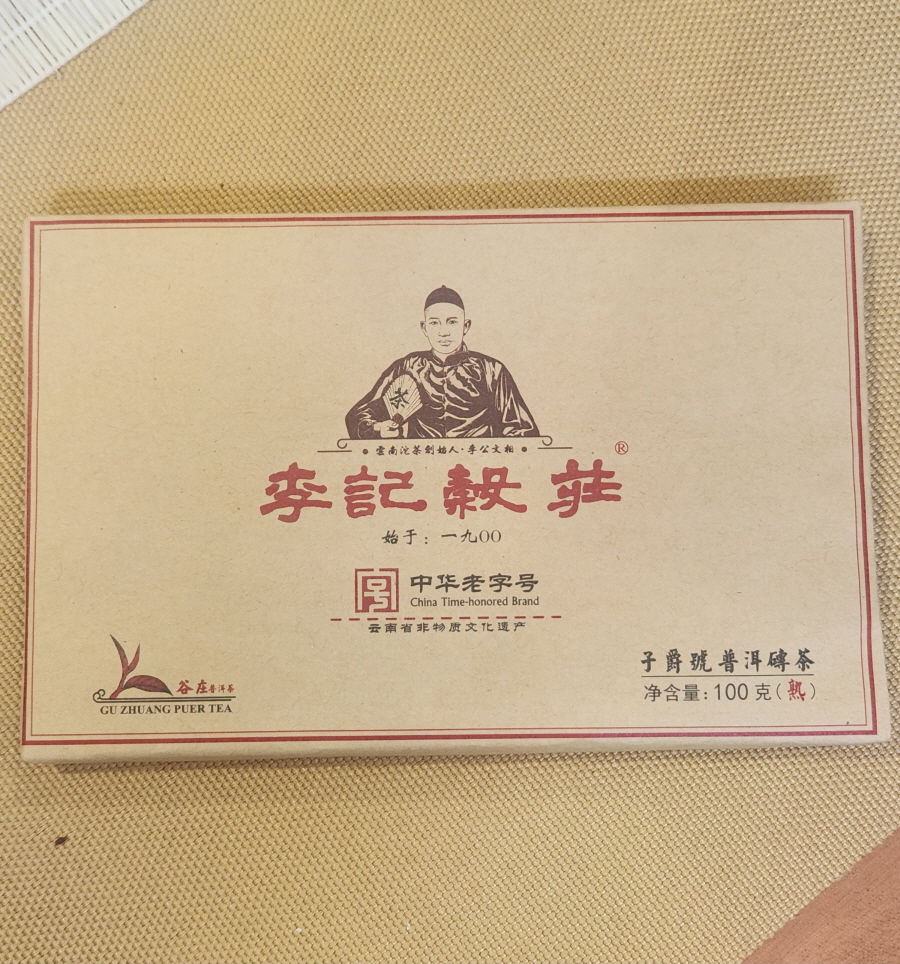 茶
雲南沱茶創始人·李公文相
李記穀莊®
始于：一九00
中华老字号
China Time-honored Brand
云南省非物质文化遗产
谷庄普洱茶
GU ZHUANG PUER TEA
子爵號普洱磚茶
净含量：100克（熟）